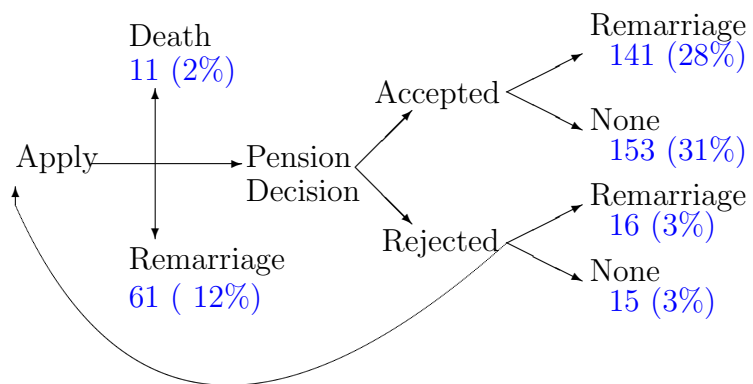 Death
11 (2%)
Apply
Remarriage
61 ( 12%)
Pension
Decision
Accepted
Rejected
Remarriage
141 (28%)
None
153 (31%)
Remarriage
16 (3%)
None
15 (3%)